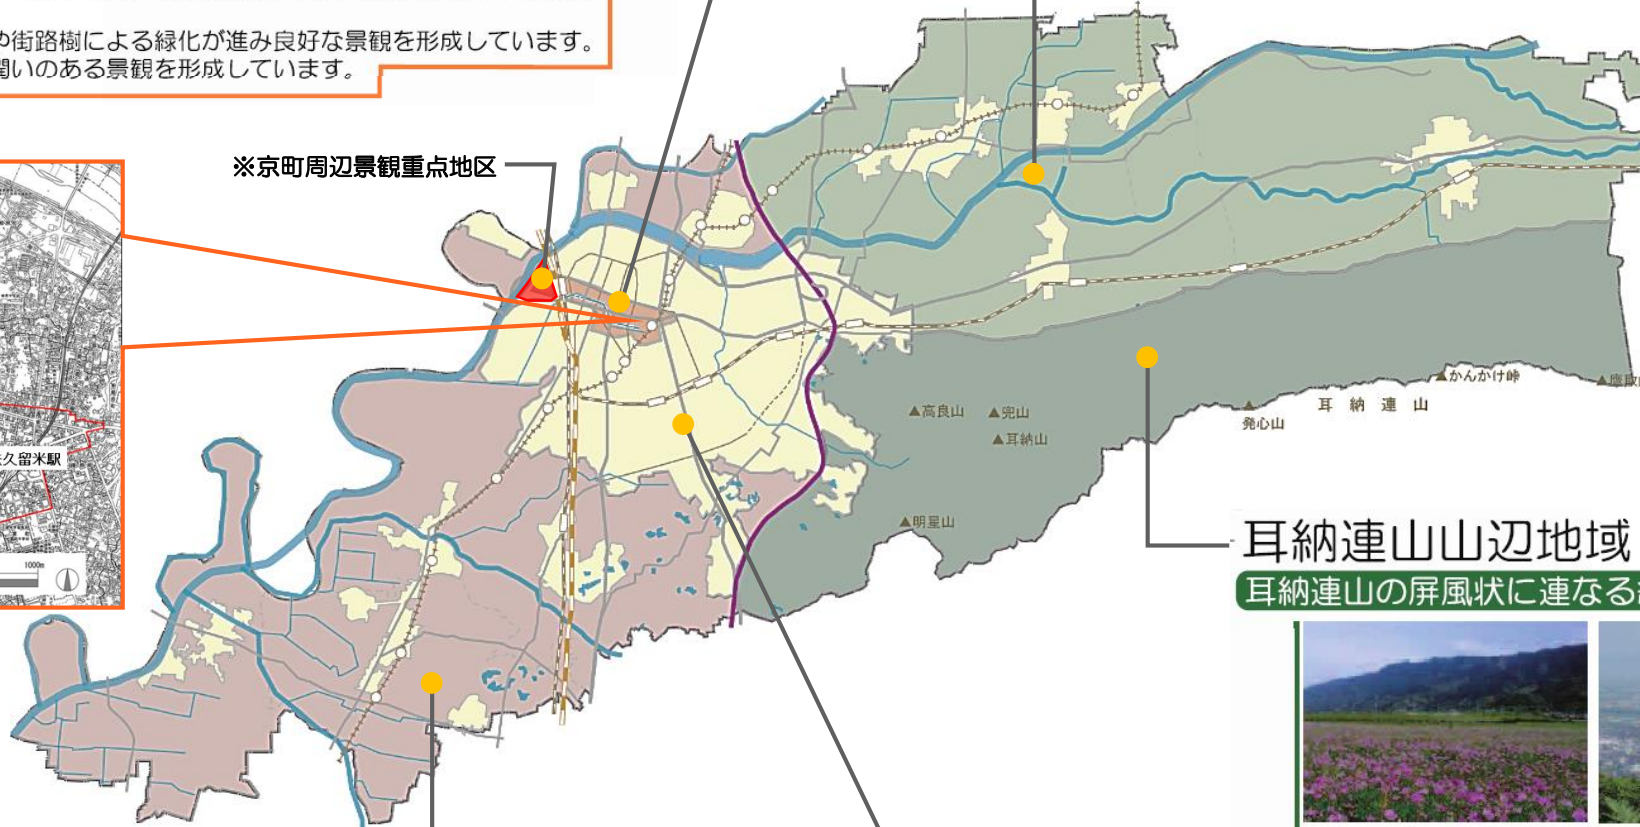 や街路樹による緑化が進み良好な景観を形成しています。
潤いのある景観を形成しています。
※京町周辺景観重点地区
久留米駅
1000m
▲高良山
▲兜山
▲耳納山
▲明星山
発心山
▲かんかけ峠
耳納連山
▲鷹取
耳納連山山辺地域
耳納連山の屏風状に連なる